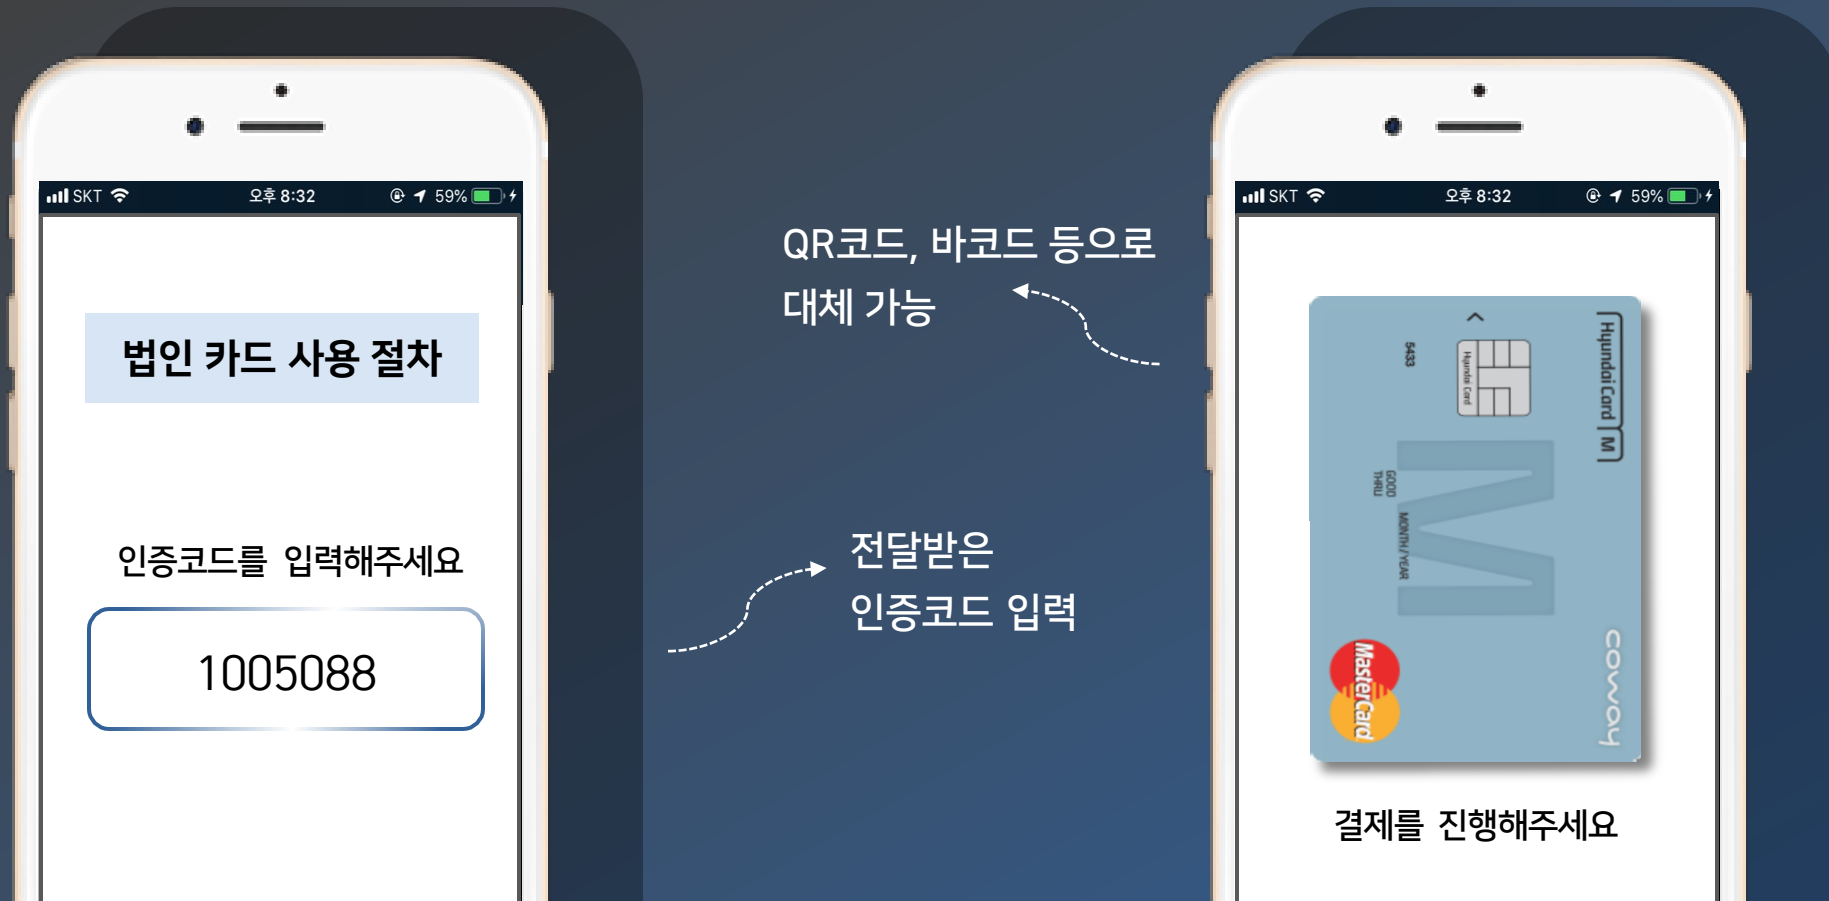 SKT
오후 8:32
59%
법인 카드 사용 절차
인증코드를 입력해주세요
1005088
QR코드, 바코드 등으로
대체 가능
전달받은
인증코드 입력
SKT
오후 8:32
59%
HyundaiCard M
Hyundai Card
5433
M
GOOD
THRU
MONTH / YEAR
coway
MasterCard
결제를 진행해주세요